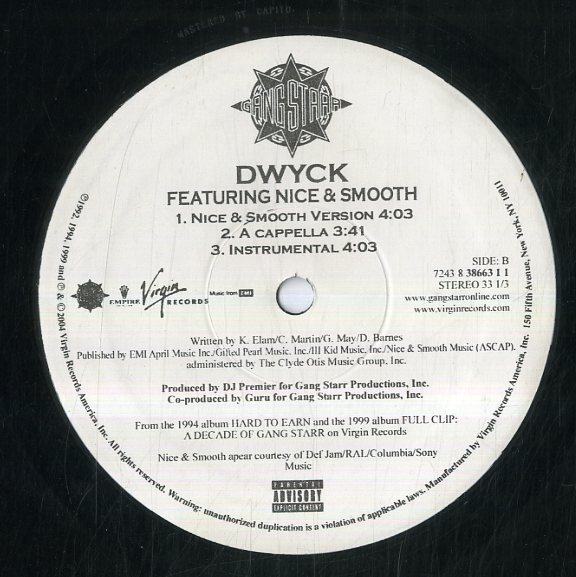 MASTERED BY CAPITOL
GANG STARR
DWYCK
FEATURING NICE & SMOOTH
1. NICE & SMOOTH VERSION 4:03
2. A CAPPELLA 3:41
3. INSTRUMENTAL 4:03
SIDE: B
7243 8 38663 1 1
STEREO 33 1/3
www.gangstarronline.com
www.virginrecords.com
EMPIRE
Virgin
RECORDS
Music from EMI
Written by K. Elam/C. Martin/G. May/D. Barnes
Published by EMI April Music Inc./Gifted Pearl Music, Inc/Ill Kid Music, Inc./Nice & Smooth Music (ASCAP).
administered by The Clyde Otis Music Group, Inc.
Produced by DJ Premier for Gang Starr Productions, Inc.
Co-produced by Guru for Gang Starr Productions, Inc.
From the 1994 album HARD TO EARN and the 1999 album FULL CLIP:
A DECADE OF GANG STARR on Virgin Records
Nice & Smooth apear courtesy of Def Jam/RAL/Columbia/Sony
Music
PARENTAL
ADVISORY
EXPLICIT CONTENT
©1992, 1994, 1999 and ℗ & © 2004 Virgin Records America, Inc. All rights reserved. Warning: unauthorized duplication is a violation of applicable laws. Manufactured by Virgin Records America, Inc. 150 Fifth Avenue, New York, NY 10011